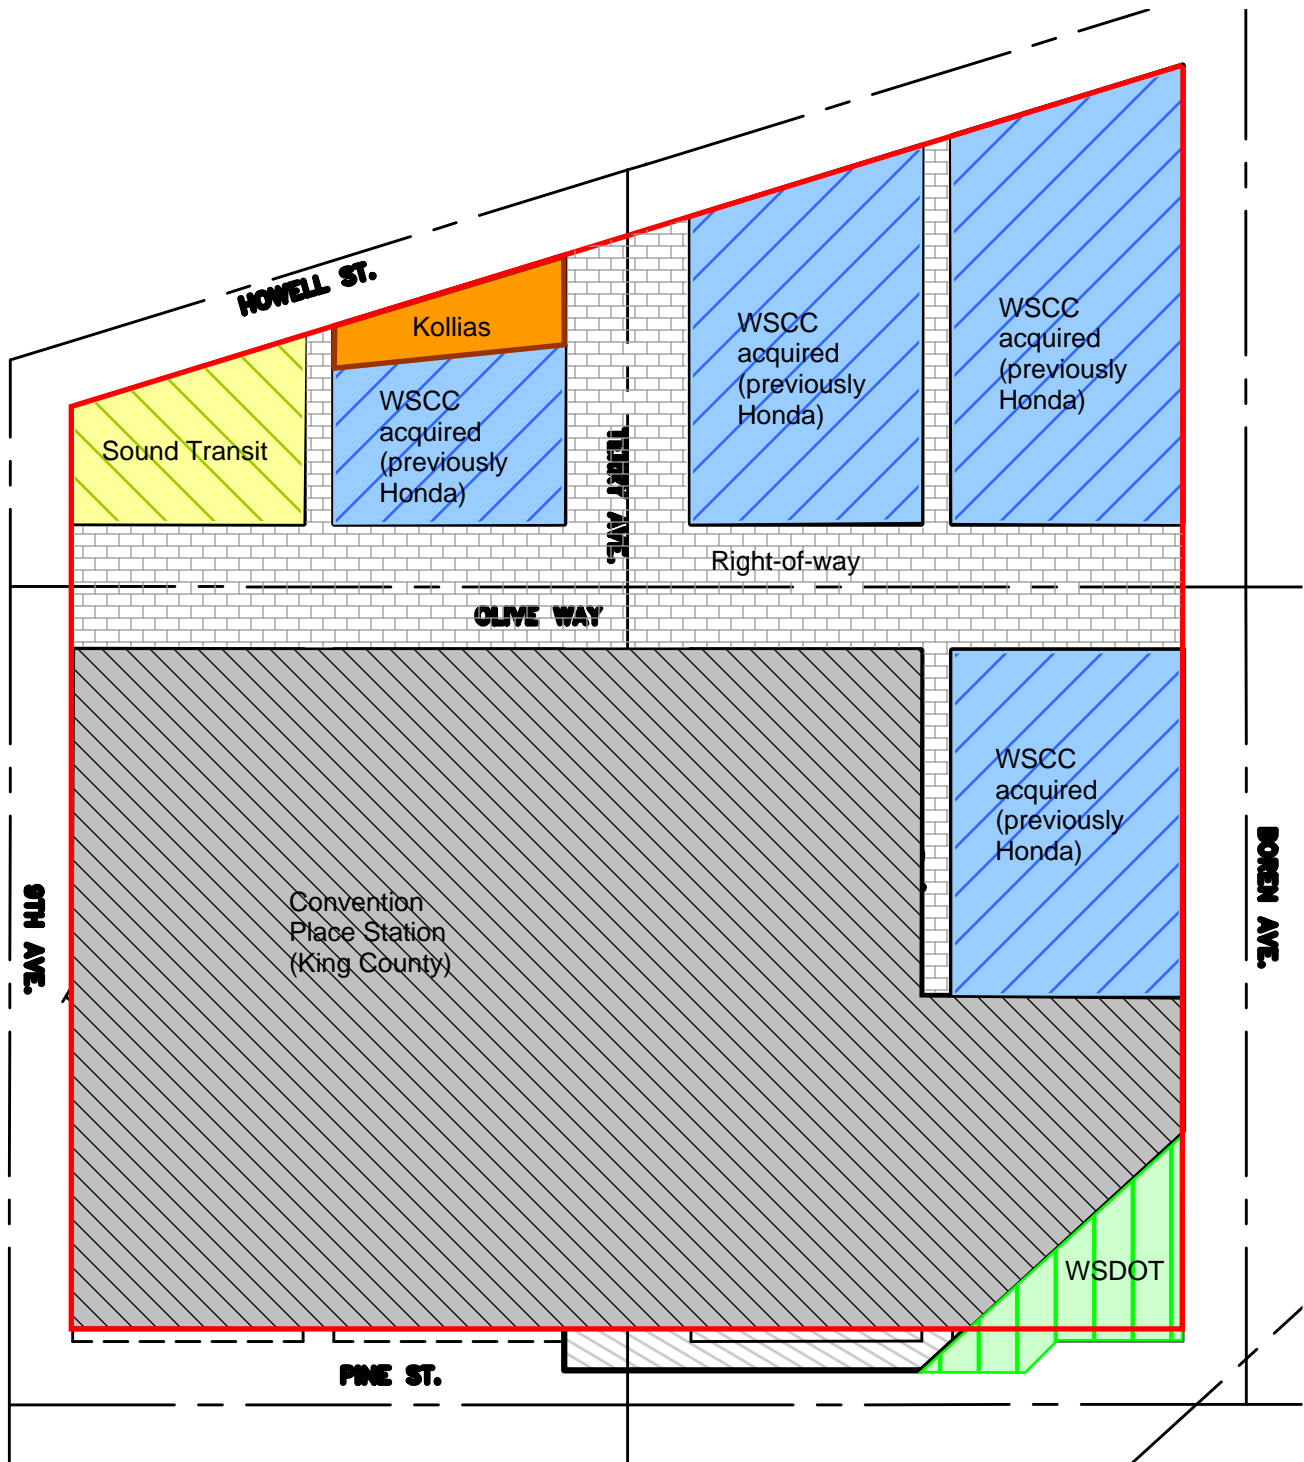 HOWELL ST.
Kollias
WSCC
acquired
(previously
Honda)
WSCC
acquired
(previously
Honda)
WSCC
acquired
(previously
Honda)
Sound Transit
TERRY AVE.
Right-of-way
OLIVE WAY
WSCC
acquired
(previously
Honda)
Convention
Place Station
(King County)
9TH AVE.
BOREN AVE.
WSDOT
PINE ST.